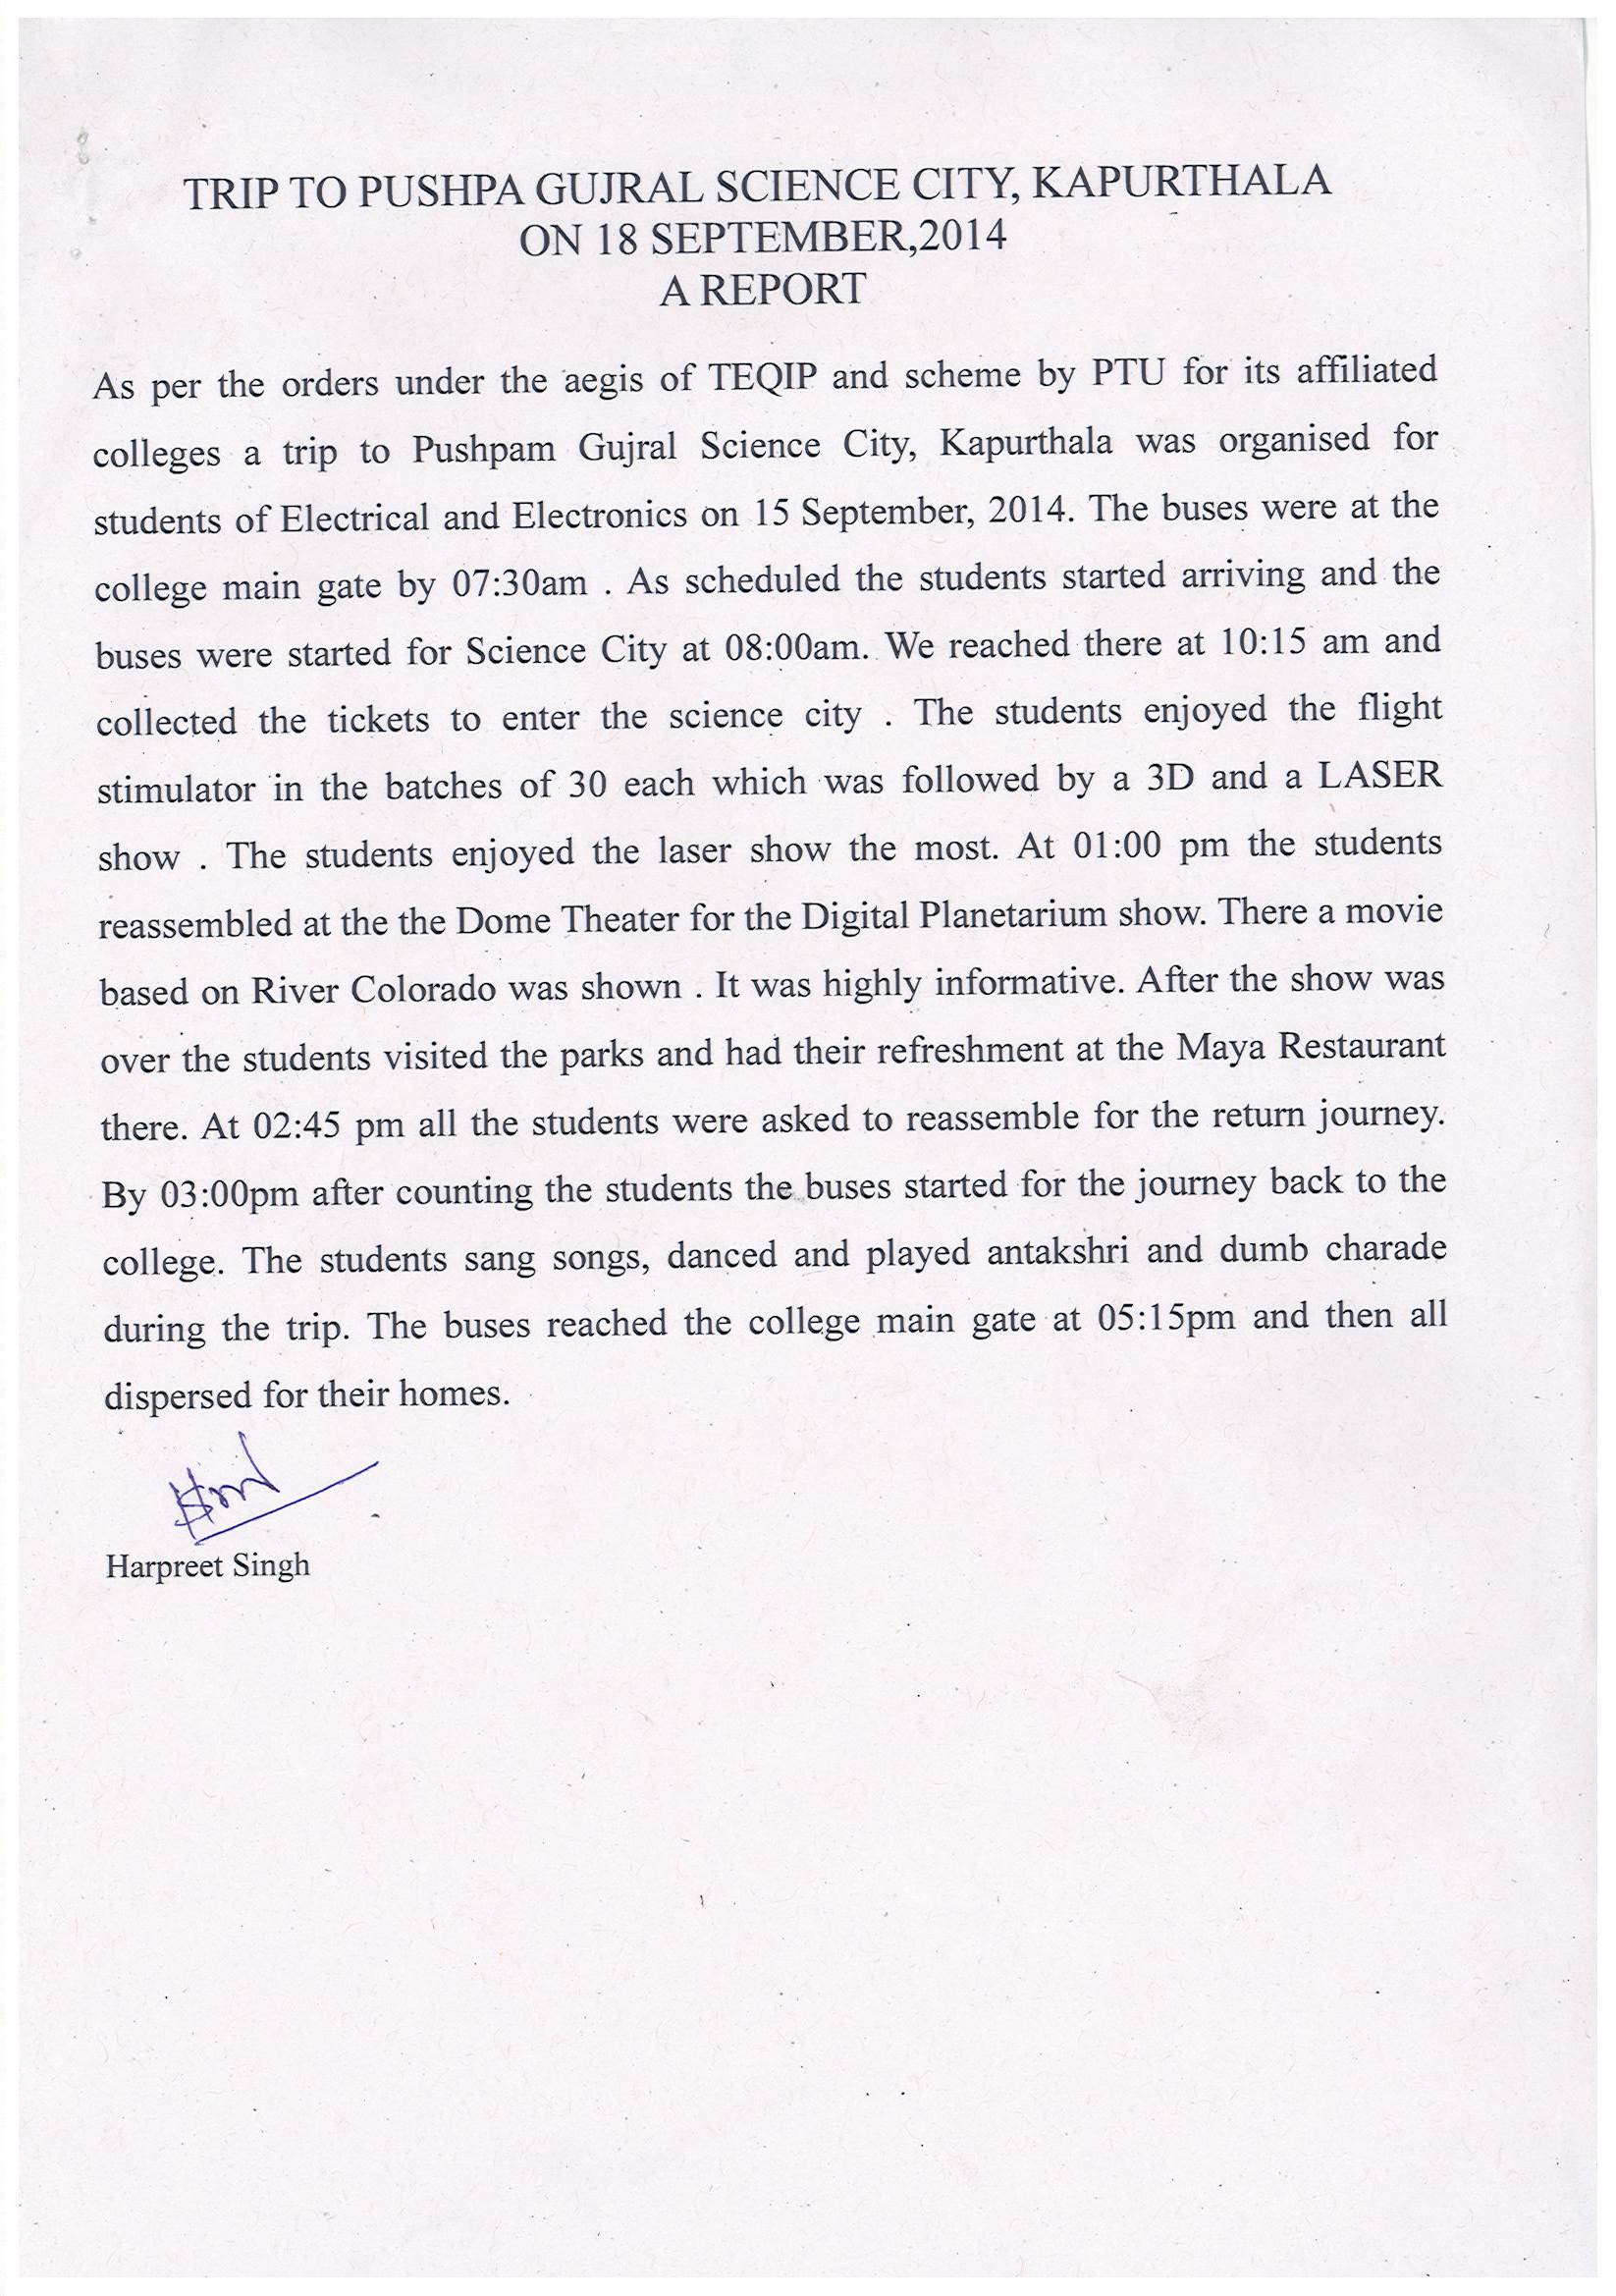 TRIP TO PUSHPA GUJRAL SCIENCE CITY, KAPURTHALA
ON 18 SEPTEMBER,2014
A REPORT
As per the orders under the aegis of TEQIP and scheme by PTU for its affiliated
colleges a trip to Pushpam Gujral Science City, Kapurthala was organised for
students of Electrical and Electronics on 15 September, 2014. The buses were at the
college main gate by 07:30am . As scheduled the students started arriving and the
buses were started for Science City at 08:00am. We reached there at 10:15 am and
collected the tickets to enter the science city . The students enjoyed the flight
stimulator in the batches of 30 each which was followed by a 3D and a LASER
show . The students enjoyed the laser show the most. At 01:00 pm the students
reassembled at the the Dome Theater for the Digital Planetarium show. There a movie
based on River Colorado was shown . It was highly informative. After the show was
over the students visited the parks and had their refreshment at the Maya Restaurant
there. At 02:45 pm all the students were asked to reassemble for the return journey.
By 03:00pm after counting the students the buses started for the journey back to the
college. The students sang songs, danced and played antakshri and dumb charade
during the trip. The buses reached the college main gate at 05:15pm and then all
dispersed for their homes.
Harpreet Singh